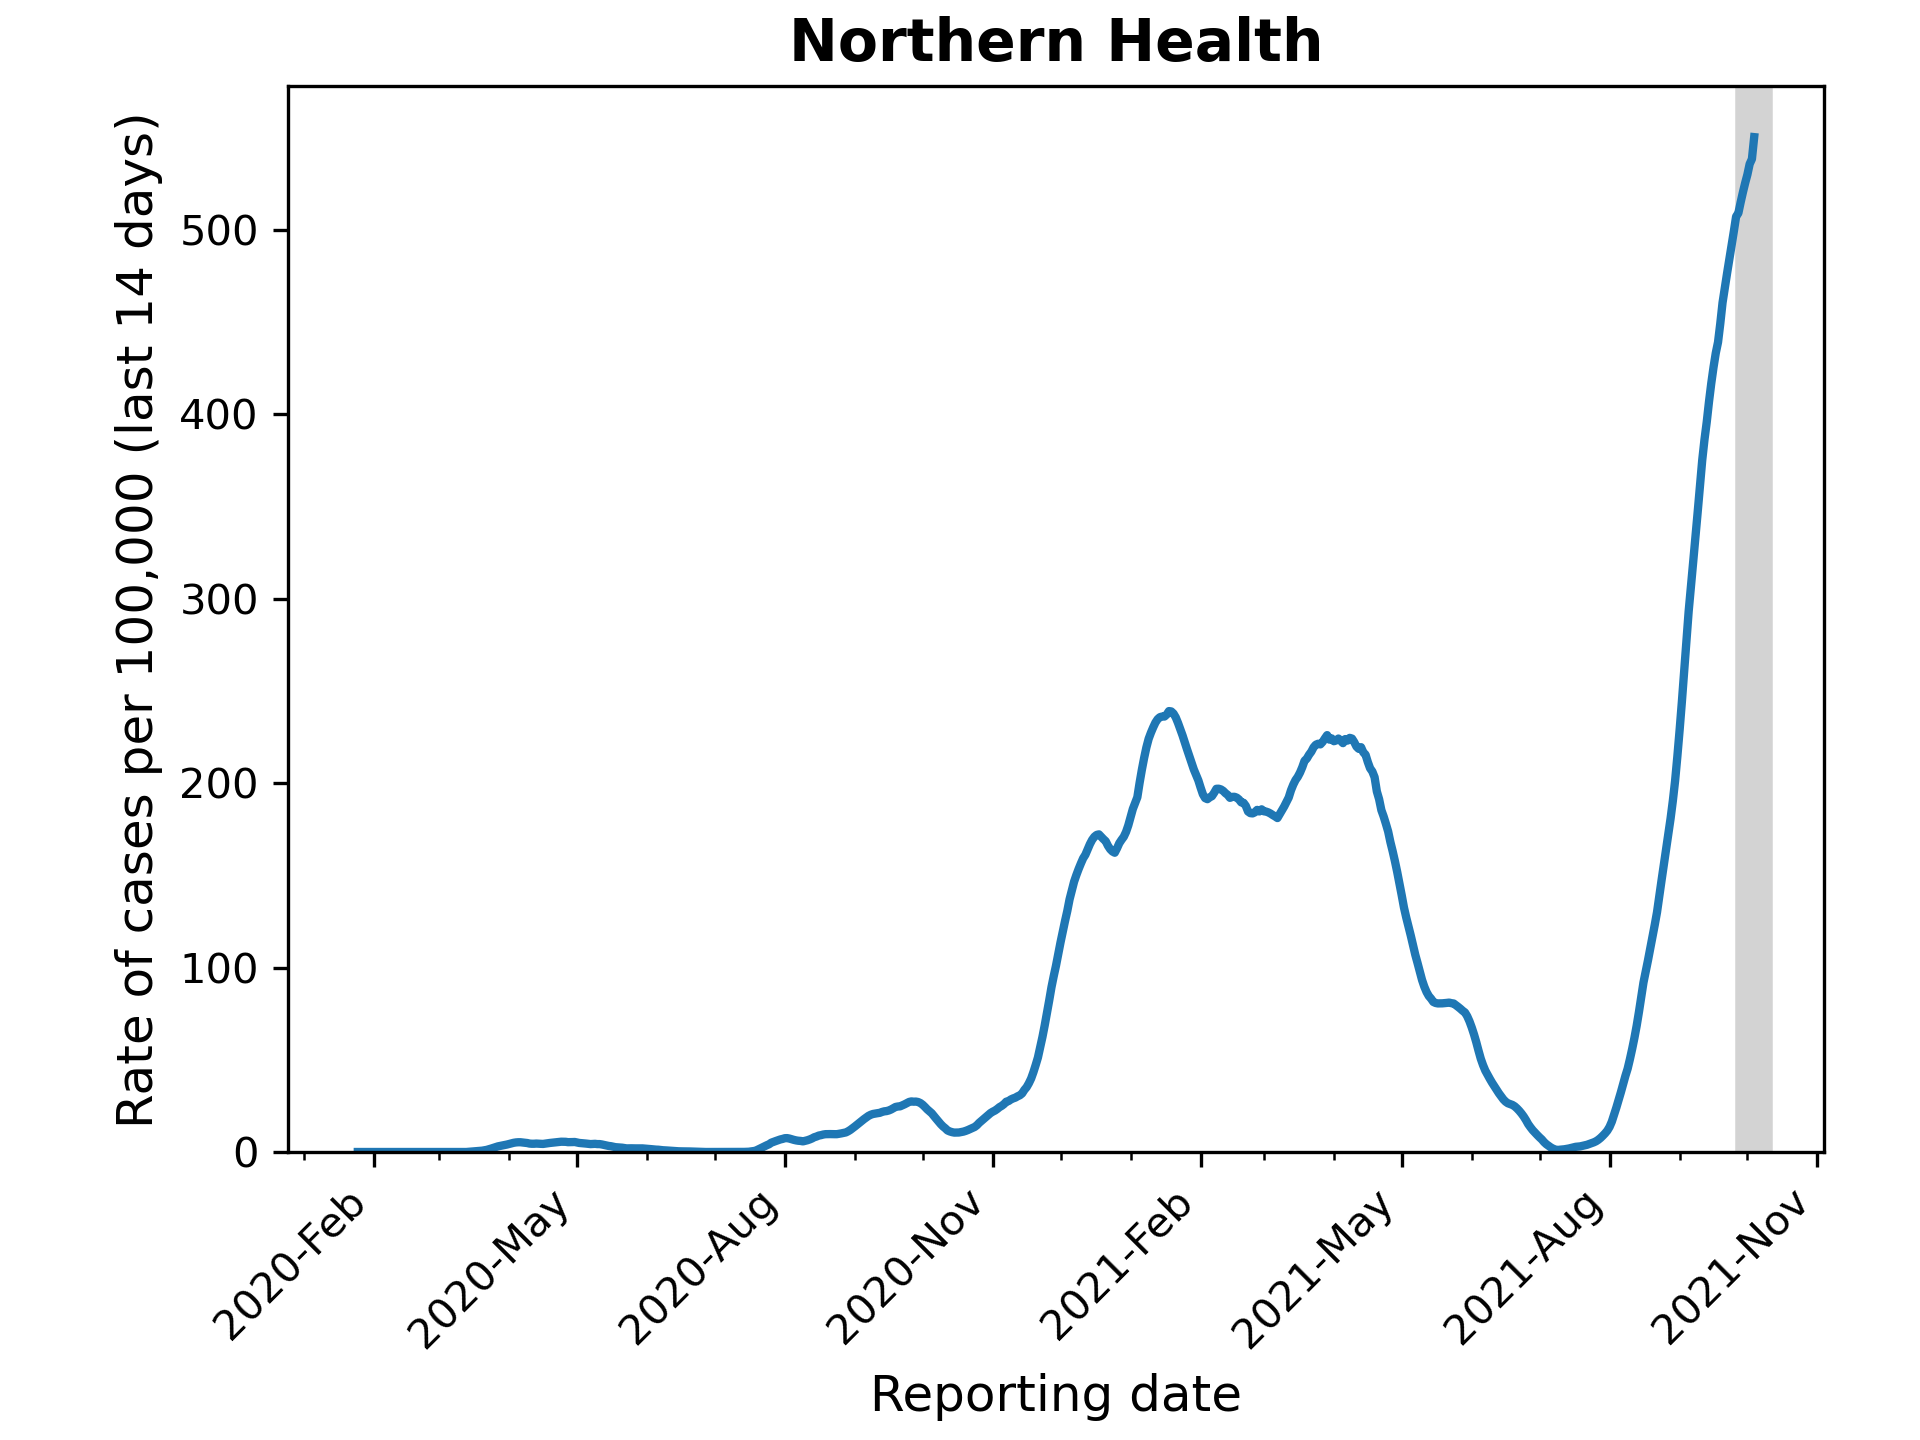 Northern Health
Rate of cases per 100,000 (last 14 days)
500
400
300
200
100
0
2020-Feb
2020-May
2020-Aug
2020-Nov
2021-Feb
2021-May
2021-Aug
2021-Nov
Reporting date